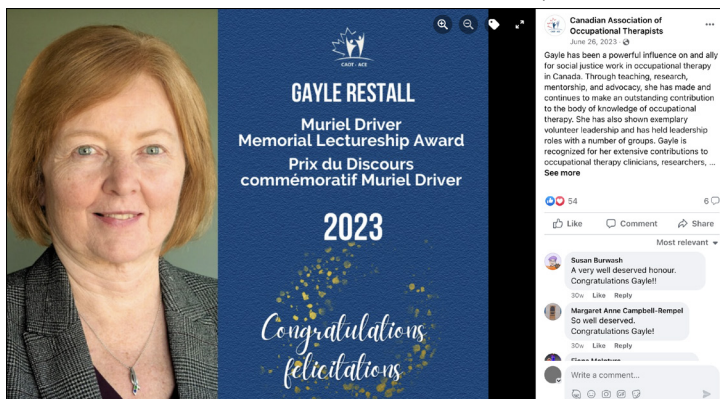 CAOT - ACE
GAYLE RESTALL
Muriel Driver
Memorial Lectureship Award
Prix du Discours
commémoratif Muriel Driver
2023
Congratulations
félicitations
Canadian Association of
Occupational Therapists
June 26, 2023 ·
Gayle has been a powerful influence on and ally
for social justice work in occupational therapy
in Canada. Through teaching, research,
mentorship, and advocacy, she has made and
continues to make an outstanding contribution
to the body of knowledge of occupational
therapy. She has also shown exemplary
volunteer leadership and has held leadership
roles with a number of groups. Gayle is
recognized for her extensive contributions to
occupational therapy clinicians, researchers, ...
See more
54
6
Like Comment Share
Most relevant
Susan Burwash
A very well deserved honour.
Congratulations Gayle!!
30w Like Reply
Margaret Anne Campbell-Rempel
So well deserved.
Congratulations Gayle!
30w Like Reply
Write a comment...